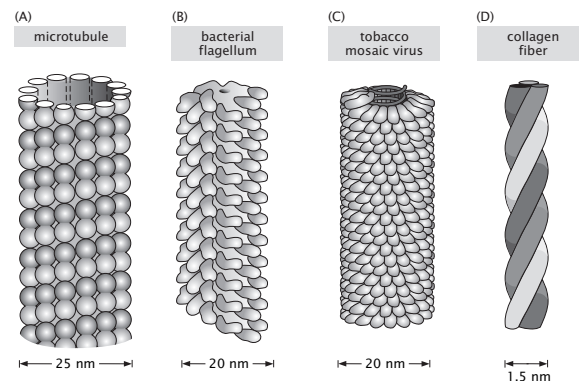 (A)
microtubule
(B)
bacterial
flagellum
(C)
tobacco
mosaic virus
(D)
collagen
fiber
25 nm
20 nm
20 nm
1.5 nm